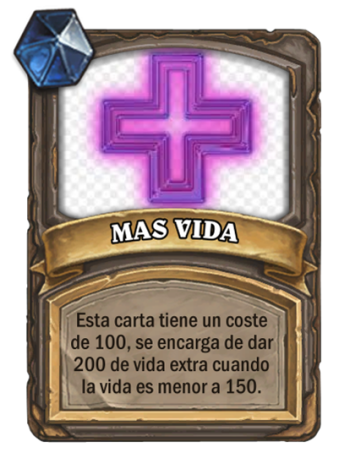 MAS VIDA
Esta carta tiene un coste
de 100, se encarga de dar
200 de vida extra cuando
la vida es menor a 150.